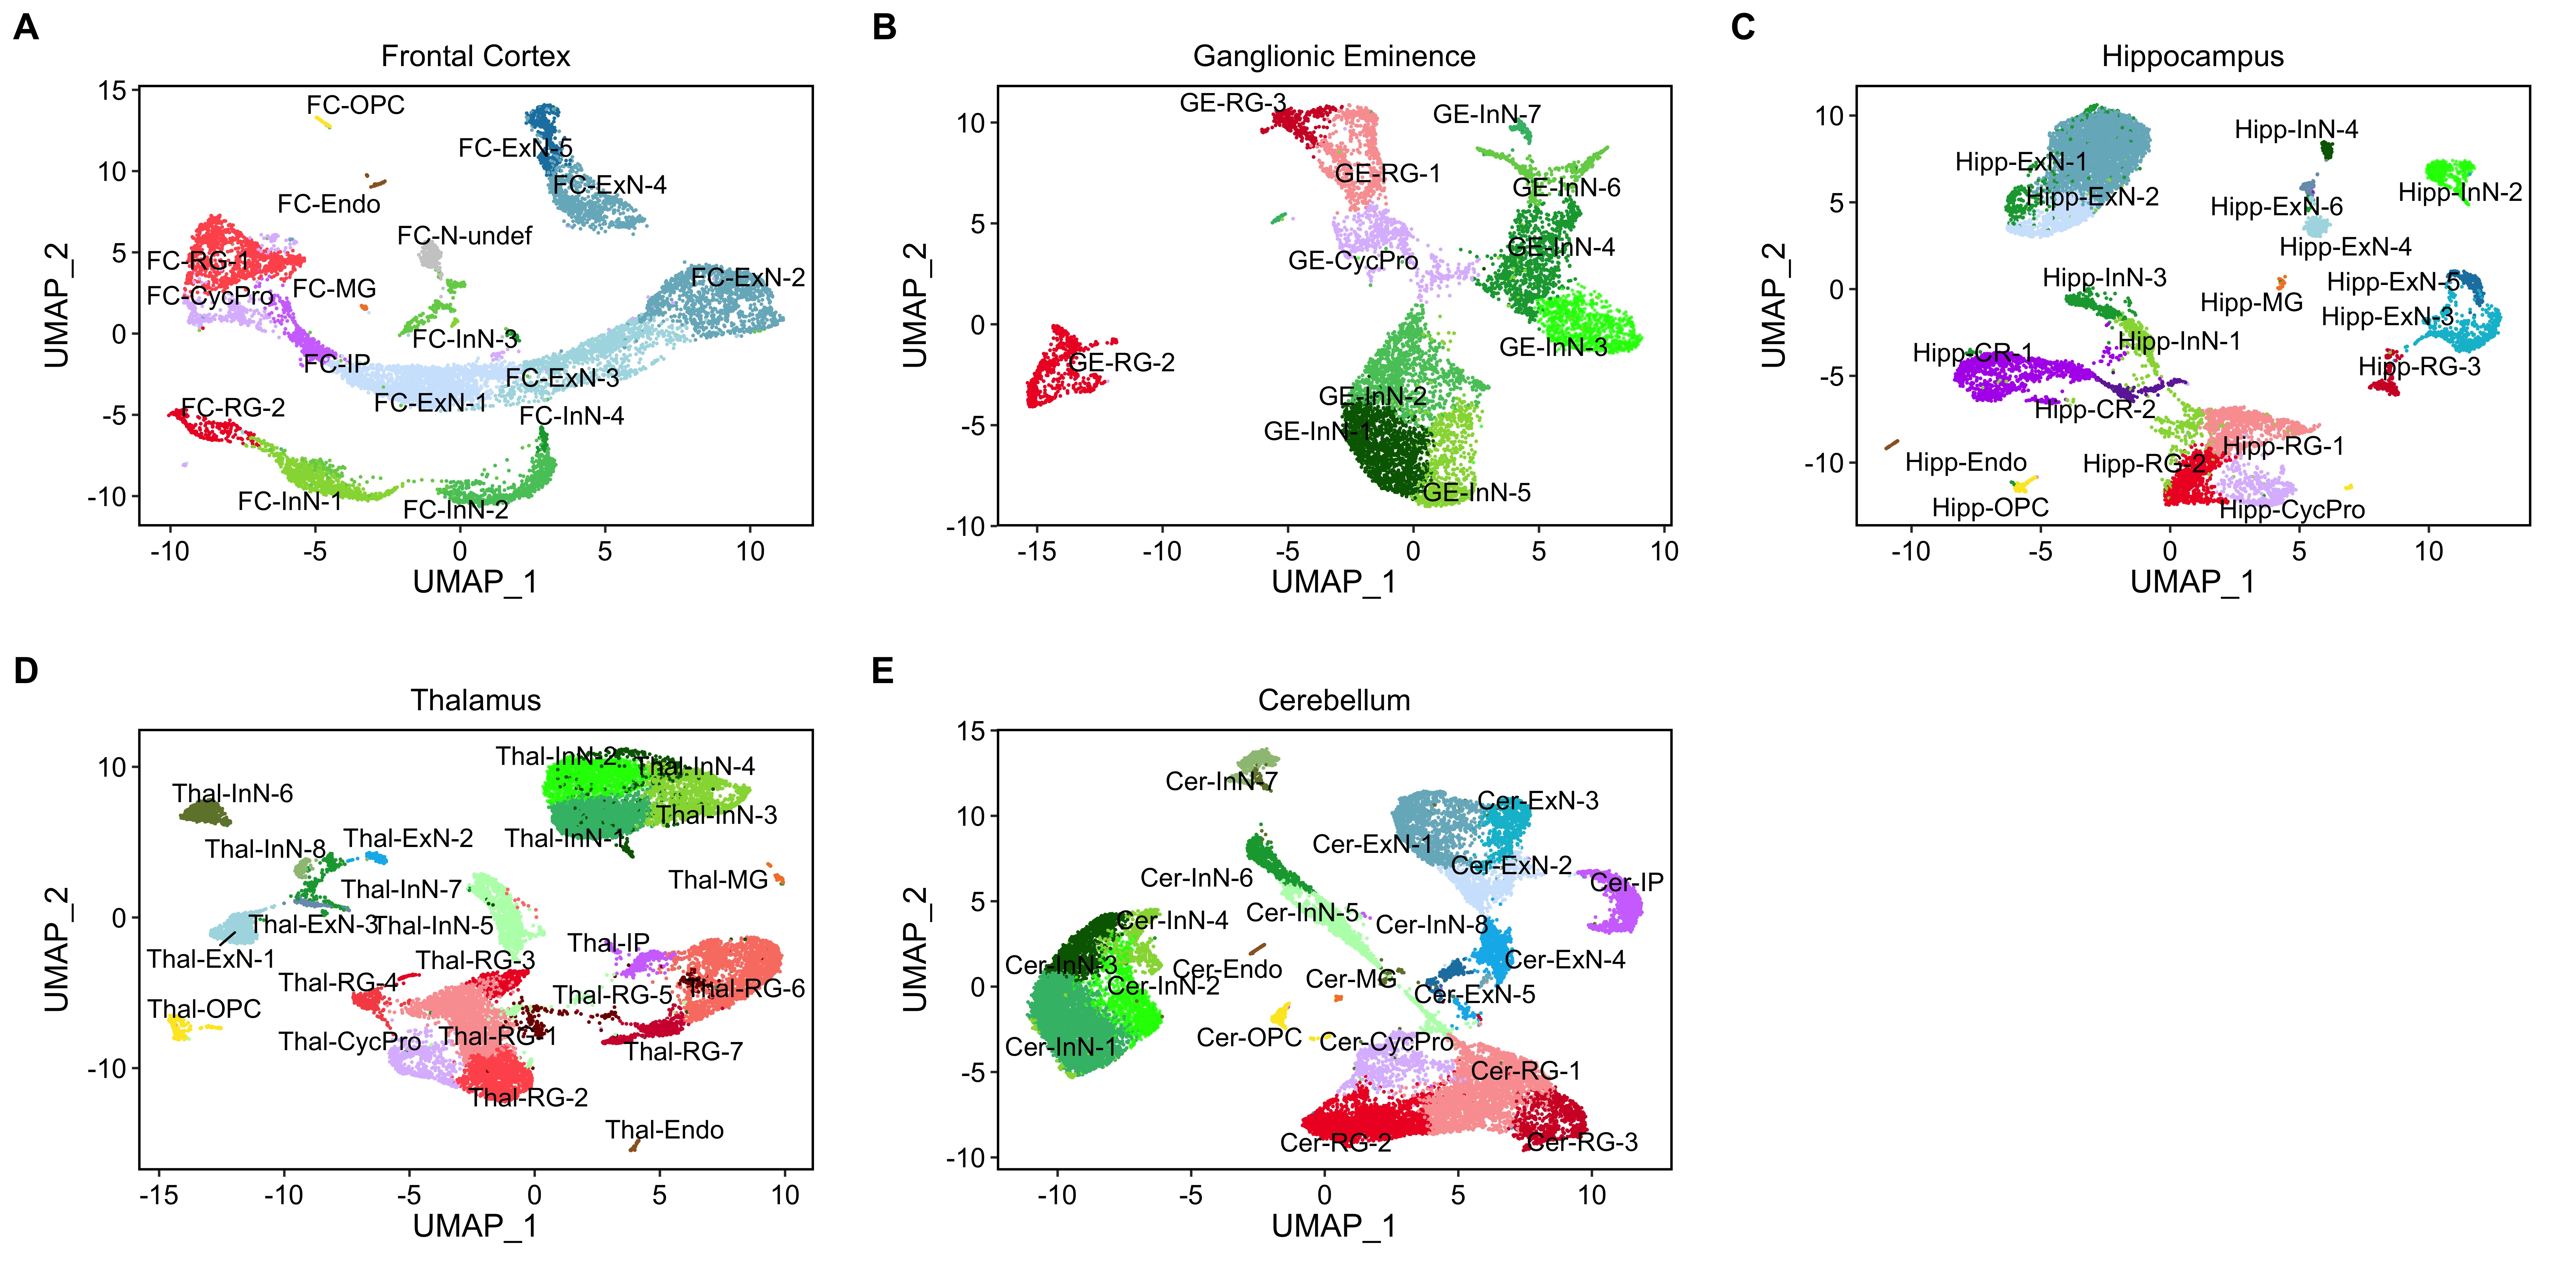 A
Frontal Cortex
15
10
5
0
-5
-10
UMAP_2
-10
-5
0
5
10
UMAP_1
FC-OPC
FC-ExN-5
FC-ExN-4
FC-Endo
FC-N-undef
FC-RG-1
FC-ExN-2
FC-MG
FC-CycPro
FC-InN-3
FC-IP
FC-ExN-3
FC-ExN-1
FC-RG-2
FC-InN-4
FC-InN-1
FC-InN-2
B
Ganglionic Eminence
10
5
0
-5
-10
UMAP_2
-15
-10
-5
0
5
10
UMAP_1
GE-RG-3
GE-InN-7
GE-RG-1
GE-InN-6
GE-InN-4
GE-CycPro
GE-InN-3
GE-RG-2
GE-InN-2
GE-InN-1
GE-InN-5
C
Hippocampus
10
5
0
-5
-10
UMAP_2
-10
-5
0
5
10
UMAP_1
Hipp-InN-4
Hipp-ExN-1
Hipp-InN-2
Hipp-ExN-2
Hipp-ExN-6
Hipp-ExN-4
Hipp-InN-3
Hipp-ExN-5
Hipp-MG
Hipp-ExN-3
Hipp-InN-1
Hipp-CR-1
Hipp-RG-3
Hipp-CR-2
Hipp-RG-1
Hipp-Endo
Hipp-RG-2
Hipp-OPC
Hipp-CycPro
D
Thalamus
10
0
-10
UMAP_2
-15
-10
-5
0
5
10
UMAP_1
Thal-InN-2
Thal-InN-4
Thal-InN-6
Thal-InN-3
Thal-ExN-2
Thal-InN-1
Thal-InN-8
Thal-MG
Thal-InN-7
Thal-ExN-3
Thal-InN-5
Thal-IP
Thal-ExN-1
Thal-RG-3
Thal-RG-4
Thal-RG-5
Thal-RG-6
Thal-OPC
Thal-CycPro
Thal-RG-1
Thal-RG-7
Thal-RG-2
Thal-Endo
E
Cerebellum
15
10
5
0
-5
-10
UMAP_2
-10
-5
0
5
10
UMAP_1
Cer-InN-7
Cer-ExN-3
Cer-ExN-1
Cer-ExN-2
Cer-InN-6
Cer-IP
Cer-InN-4
Cer-InN-5
Cer-InN-8
Cer-InN-3
Cer-Endo
Cer-ExN-4
Cer-InN-2
Cer-MG
Cer-ExN-5
Cer-OPC
Cer-CycPro
Cer-InN-1
Cer-RG-1
Cer-RG-2
Cer-RG-3